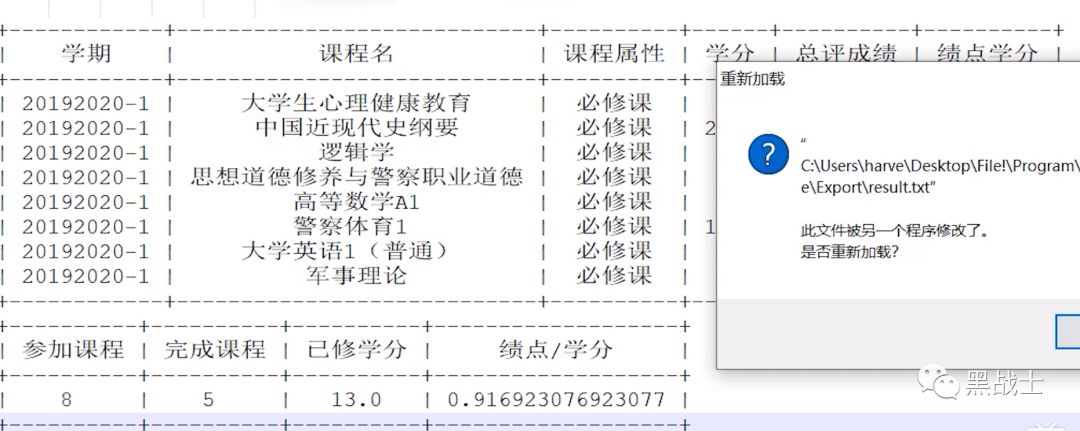 学期 课程名 课程属性 学分 总评成绩 绩点学分
20192020-1 大学生心理健康教育 必修课
20192020-1 中国近现代史纲要 必修课 2
20192020-1 逻辑学 必修课
20192020-1 思想道德修养与警察职业道德 必修课
20192020-1 高等数学A1 必修课
20192020-1 警察体育1 必修课 1
20192020-1 大学英语1（普通） 必修课
20192020-1 军事理论 必修课
参加课程 完成课程 已修学分 绩点/学分
8 5 13.0 0.916923076923077
重新加载
"
C:\Users\harve\Desktop\File!\Program\
e\Export\result.txt"
此文件被另一个程序修改了。
是否重新加载?
黑战士